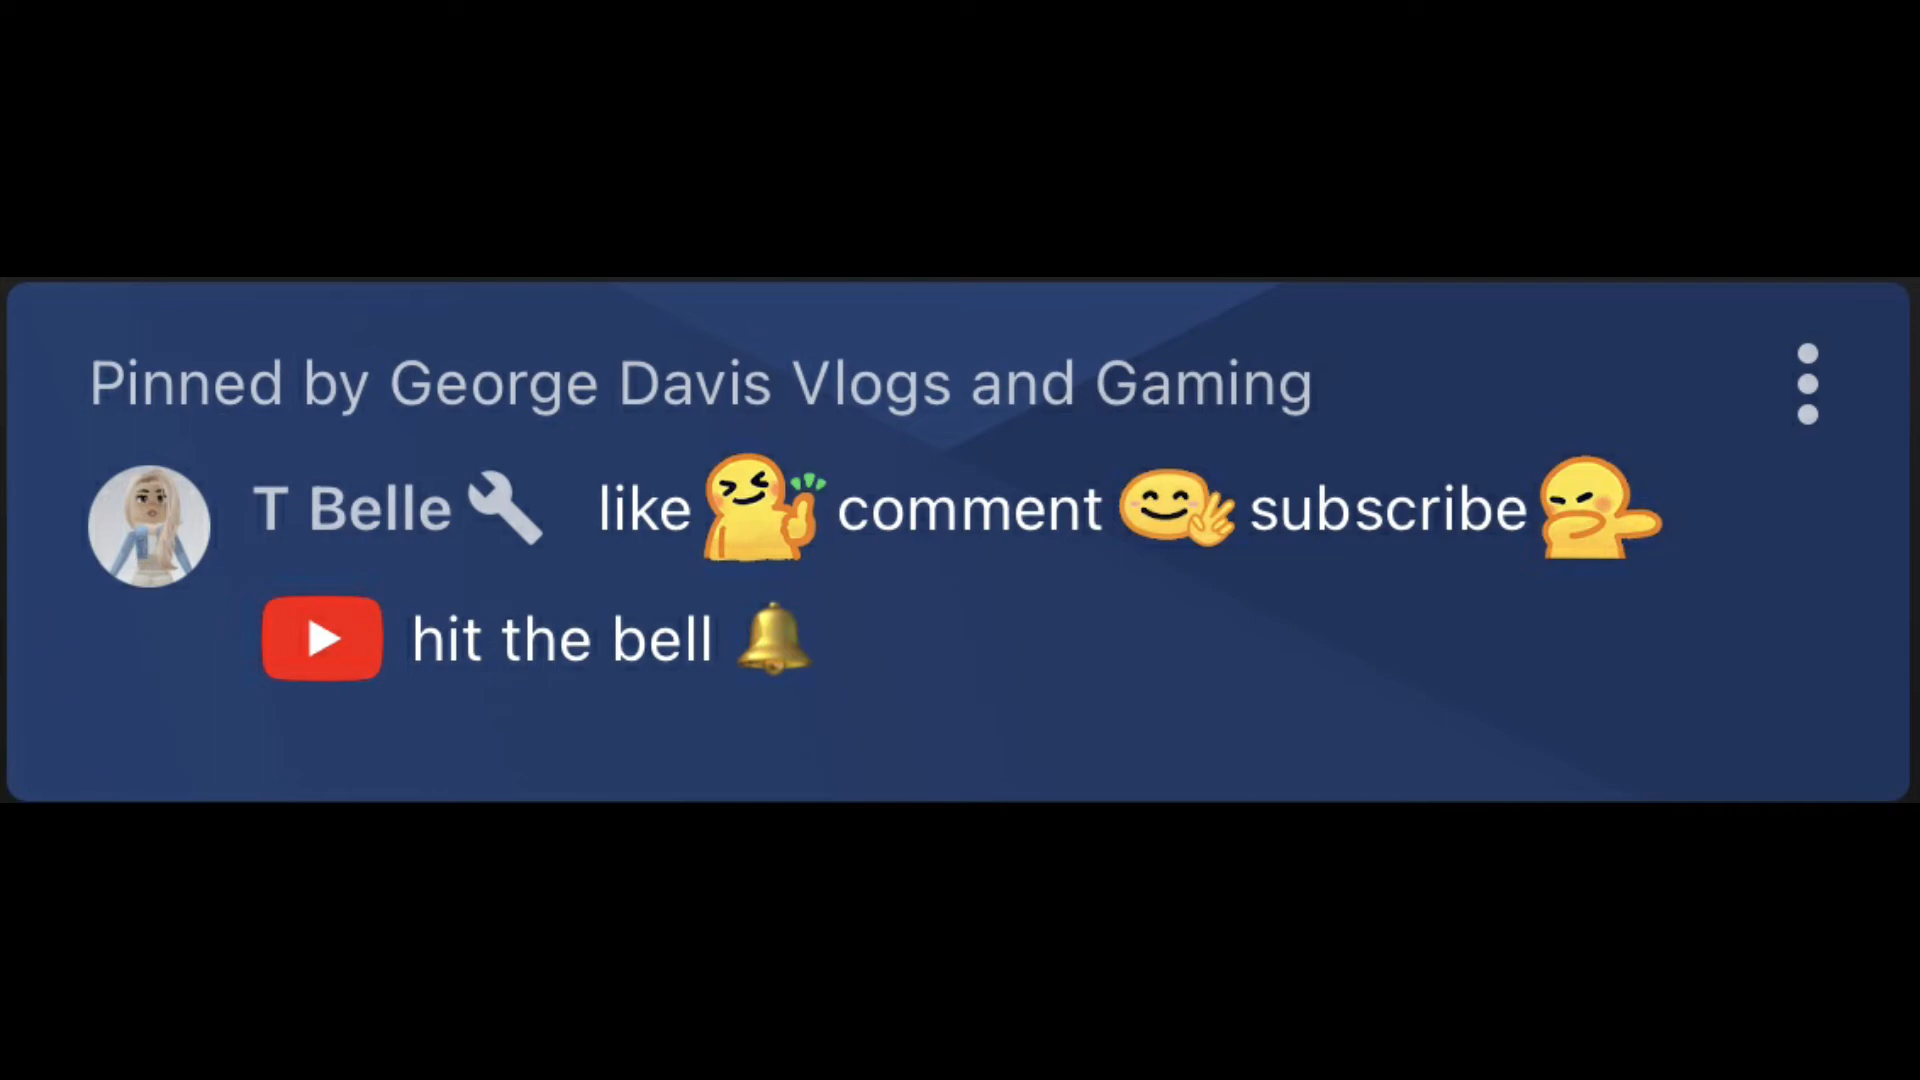 Pinned by George Davis Vlogs and Gaming
T Belle like comment subscribe
hit the bell